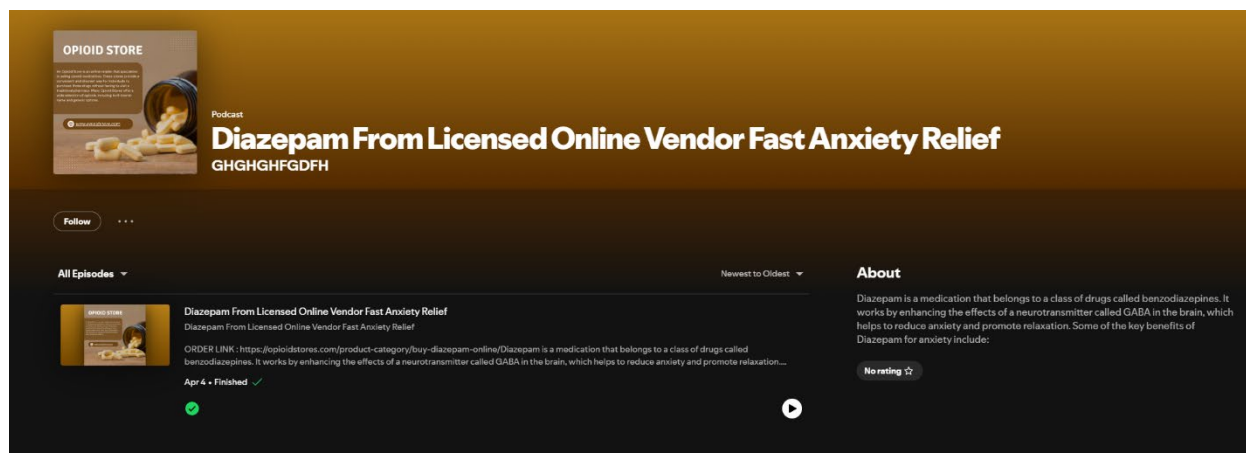 OPIOID STORE
Podcast
Diazepam From Licensed Online Vendor Fast Anxiety Relief
GHGHGHFGDFH
Follow
All Episodes
Newest to Oldest
OPIOID STORE
Diazepam From Licensed Online Vendor Fast Anxiety Relief
Diazepam From Licensed Online Vendor Fast Anxiety Relief
ORDER LINK : https://opioidstores.com/product-category/buy-diazepam-online/Diazepam is a medication that belongs to a class of drugs called
benzodiazepines. It works by enhancing the effects of a neurotransmitter called GABA in the brain, which helps to reduce anxiety and promote relaxation....
Apr 4 • Finished
About
Diazepam is a medication that belongs to a class of drugs called benzodiazepines. It
works by enhancing the effects of a neurotransmitter called GABA in the brain, which
helps to reduce anxiety and promote relaxation. Some of the key benefits of
Diazepam for anxiety include:
No rating